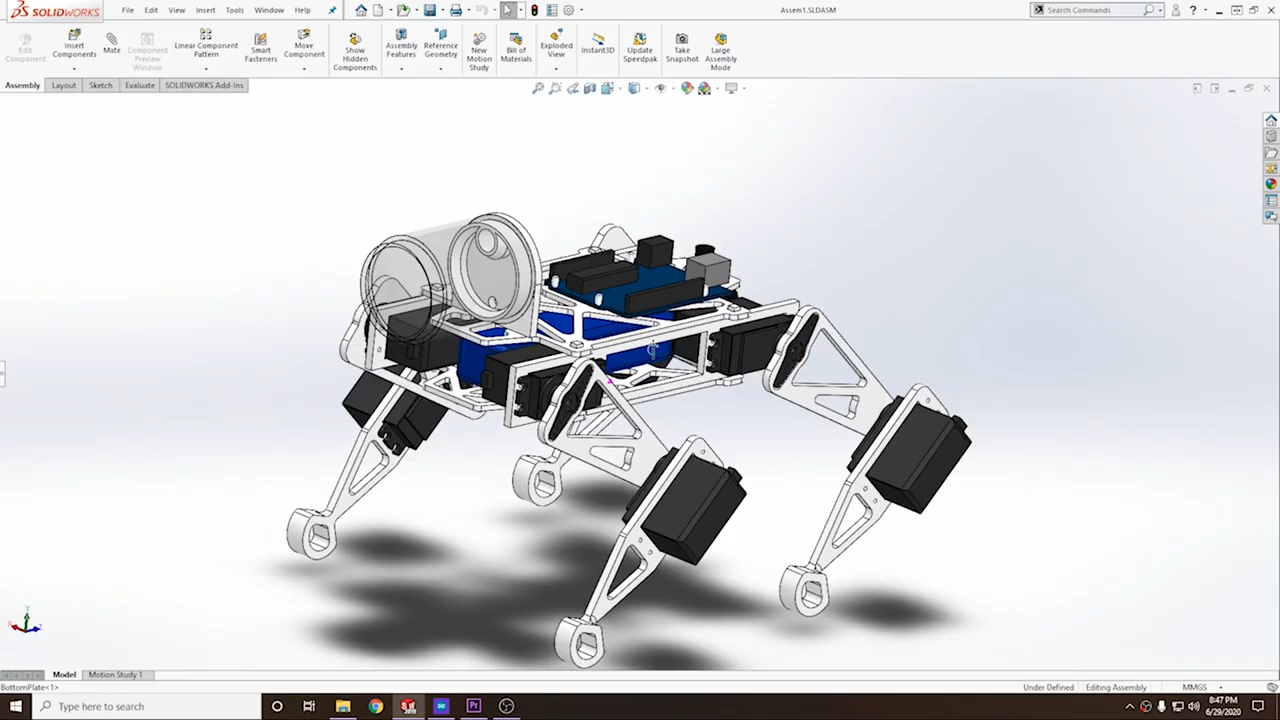 SOLIDWORKS File Edit View Insert Tools Window Help Assem1.SLDASM Search Commands
Edit Component
Insert Components
Mate
Component Preview Window
Linear Component Pattern
Smart Fasteners
Move Component
Show Hidden Components
Assembly Features
Reference Geometry
New Motion Study
Bill of Materials
Exploded View
Instant3D
Update Speedpak
Take Snapshot
Large Assembly Mode
Assembly Layout Sketch Evaluate SOLIDWORKS Add-Ins
Model Motion Study 1
BottomPlate<1> Under Defined Editing Assembly MMGS
Type here to search
8:47 PM
6/29/2020